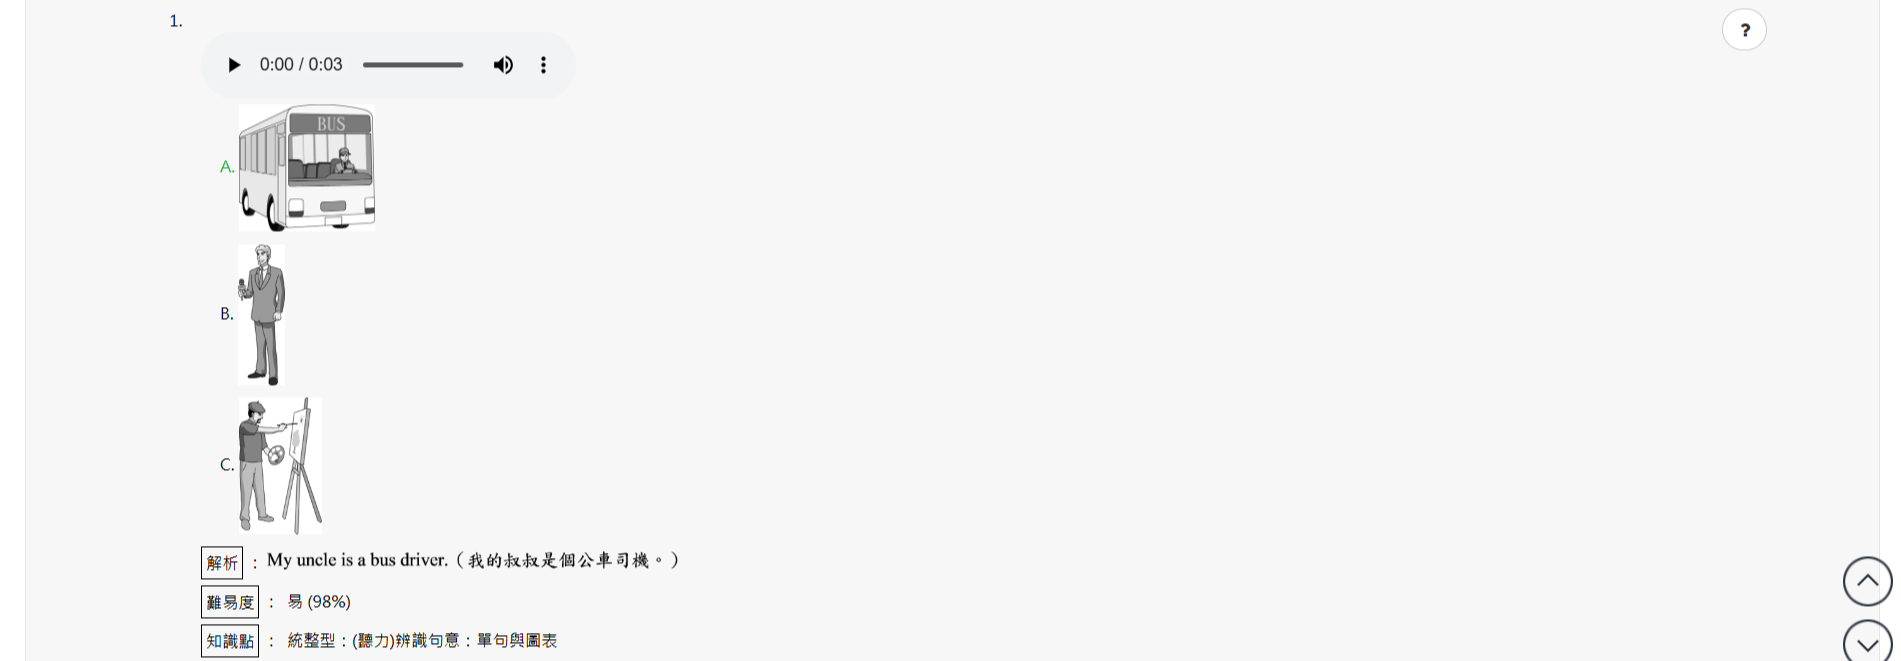 1.
?
0:00 / 0:03
BUS
A.
B.
C.
解析 : My uncle is a bus driver.（我的叔叔是個公車司機。）
難易度 : 易 (98%)
知識點 : 統整型：(聽力)辨識句意：單句與圖表